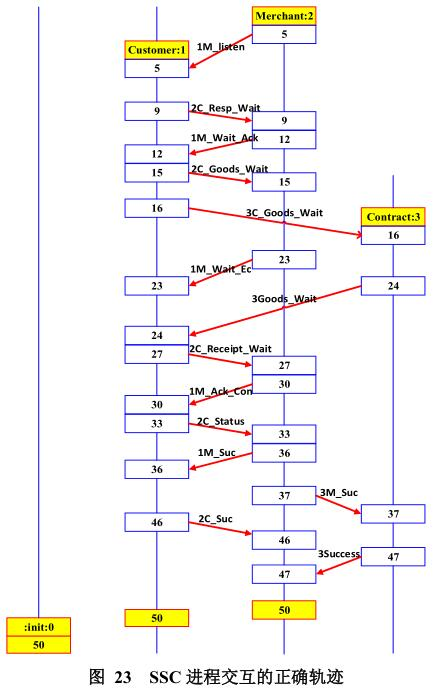 Merchant:2
5
1M_listen
Customer:1
5
9
2C_Resp_Wait
9
1M_Wait_Ack
12
12
2C_Goods_Wait
15
15
3C_Goods_Wait
16
Contract:3
16
23
1M_Wait_Ec
23
24
3Goods_Wait
24
2C_Receipt_Wait
27
27
1M_Ack_Con
30
30
2C_Status
33
33
1M_Suc
36
36
37
3M_Suc
37
46
2C_Suc
46
3Success
47
47
50
50
:init:0
50
图 23 SSC 进程交互的正确轨迹